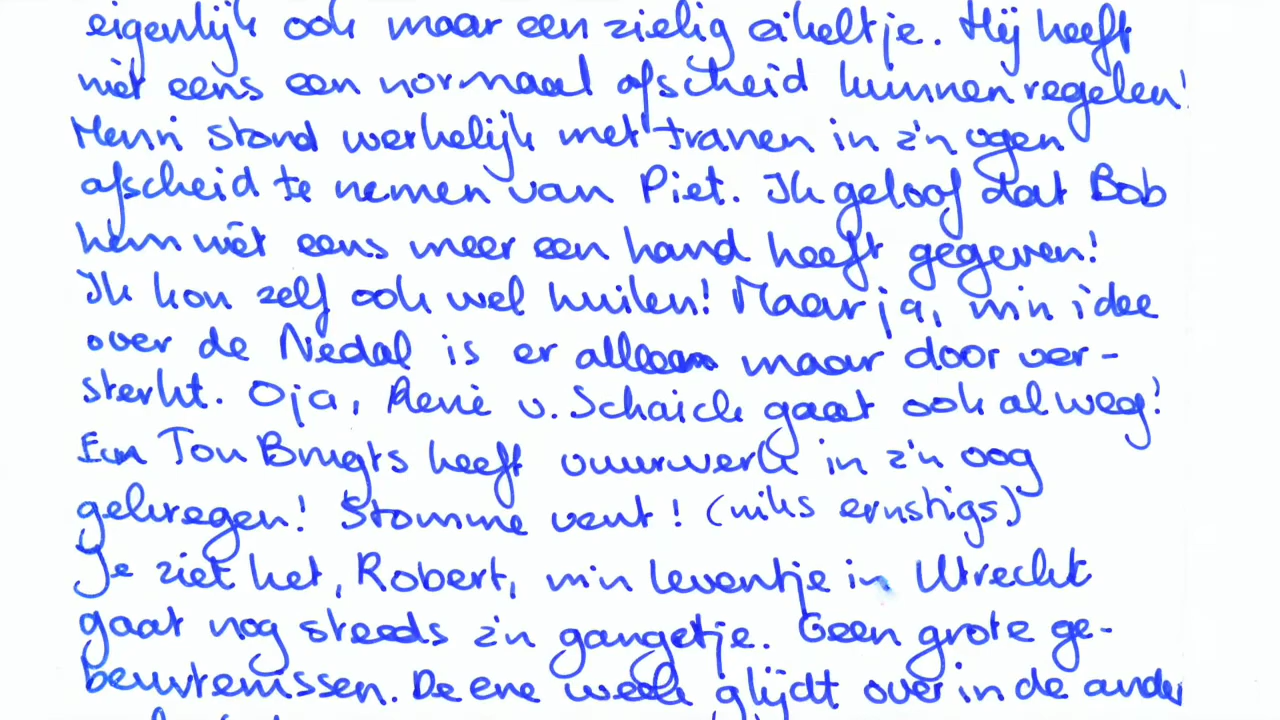 eigenlijk ook maar een zielig eikeltje. Hij heeft
niet eens een normaal afscheid kunnen regelen!
Henri stond werkelijk met tranen in z'n ogen
afscheid te nemen van Piet. Ik geloof dat Bob
hem niet eens meer een hand heeft gegeven!
Ik kon zelf ook wel huilen! Maar ja, m'n idee
over de Nedal is er alleen maar door ver-
sterkt. Oja, René v. Schaick gaat ook al weg!
En Ton Brugts heeft vuurwerk in z'n oog
gekregen! Stomme vent! (niks ernstigs)
Je ziet het, Robert, m'n leventje in Utrecht
gaat nog steeds z'n gangetje. Geen grote ge-
beurtenissen. De ene week glijdt over in de ander